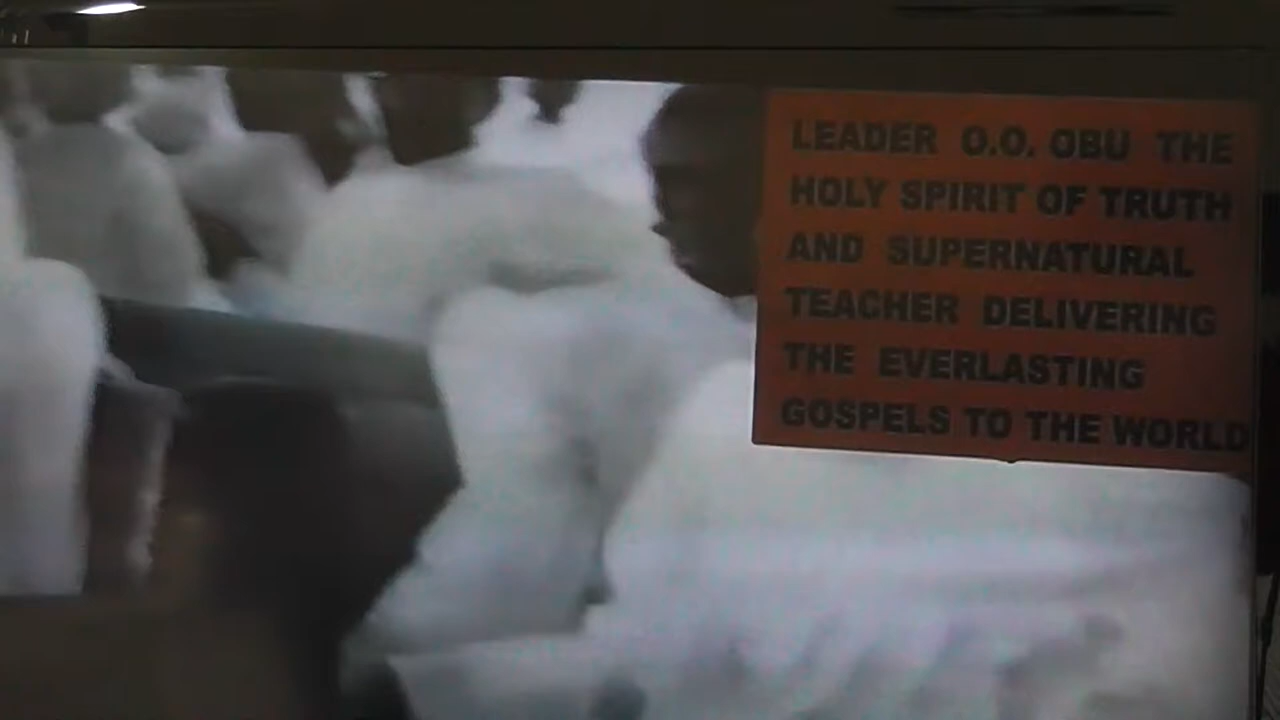 LEADER O.O. OBU THE
HOLY SPIRIT OF TRUTH
AND SUPERNATURAL
TEACHER DELIVERING
THE EVERLASTING
GOSPELS TO THE WORLD